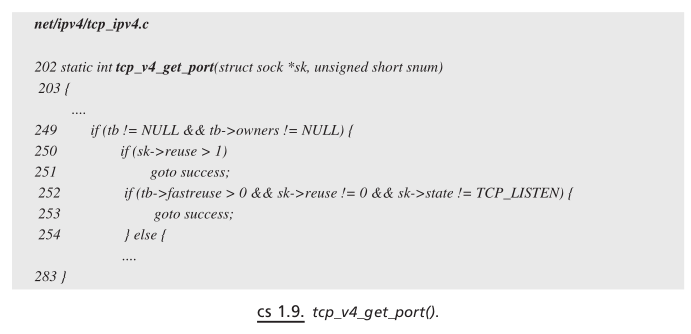 net/ipv4/tcp_ipv4.c
202 static int tcp_v4_get_port(struct sock *sk, unsigned short snum)
203 {
....
249 if (tb != NULL && tb->owners != NULL) {
250 if (sk->reuse > 1)
251 goto success;
252 if (tb->fastreuse > 0 && sk->reuse != 0 && sk->state != TCP_LISTEN) {
253 goto success;
254 } else {
....
283 }
cs 1.9. tcp_v4_get_port().